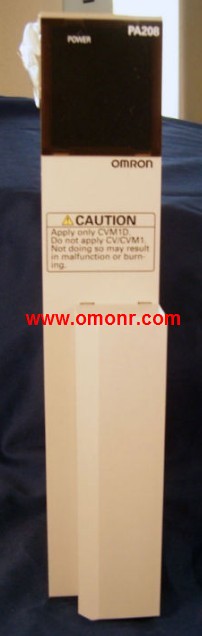 PA208
POWER
OMRON
⚠CAUTION
Apply only CVM1D.
Do not apply CV/CVM1.
Not doing so may result
in malfunction or burn-
ing.
www.omonr.com